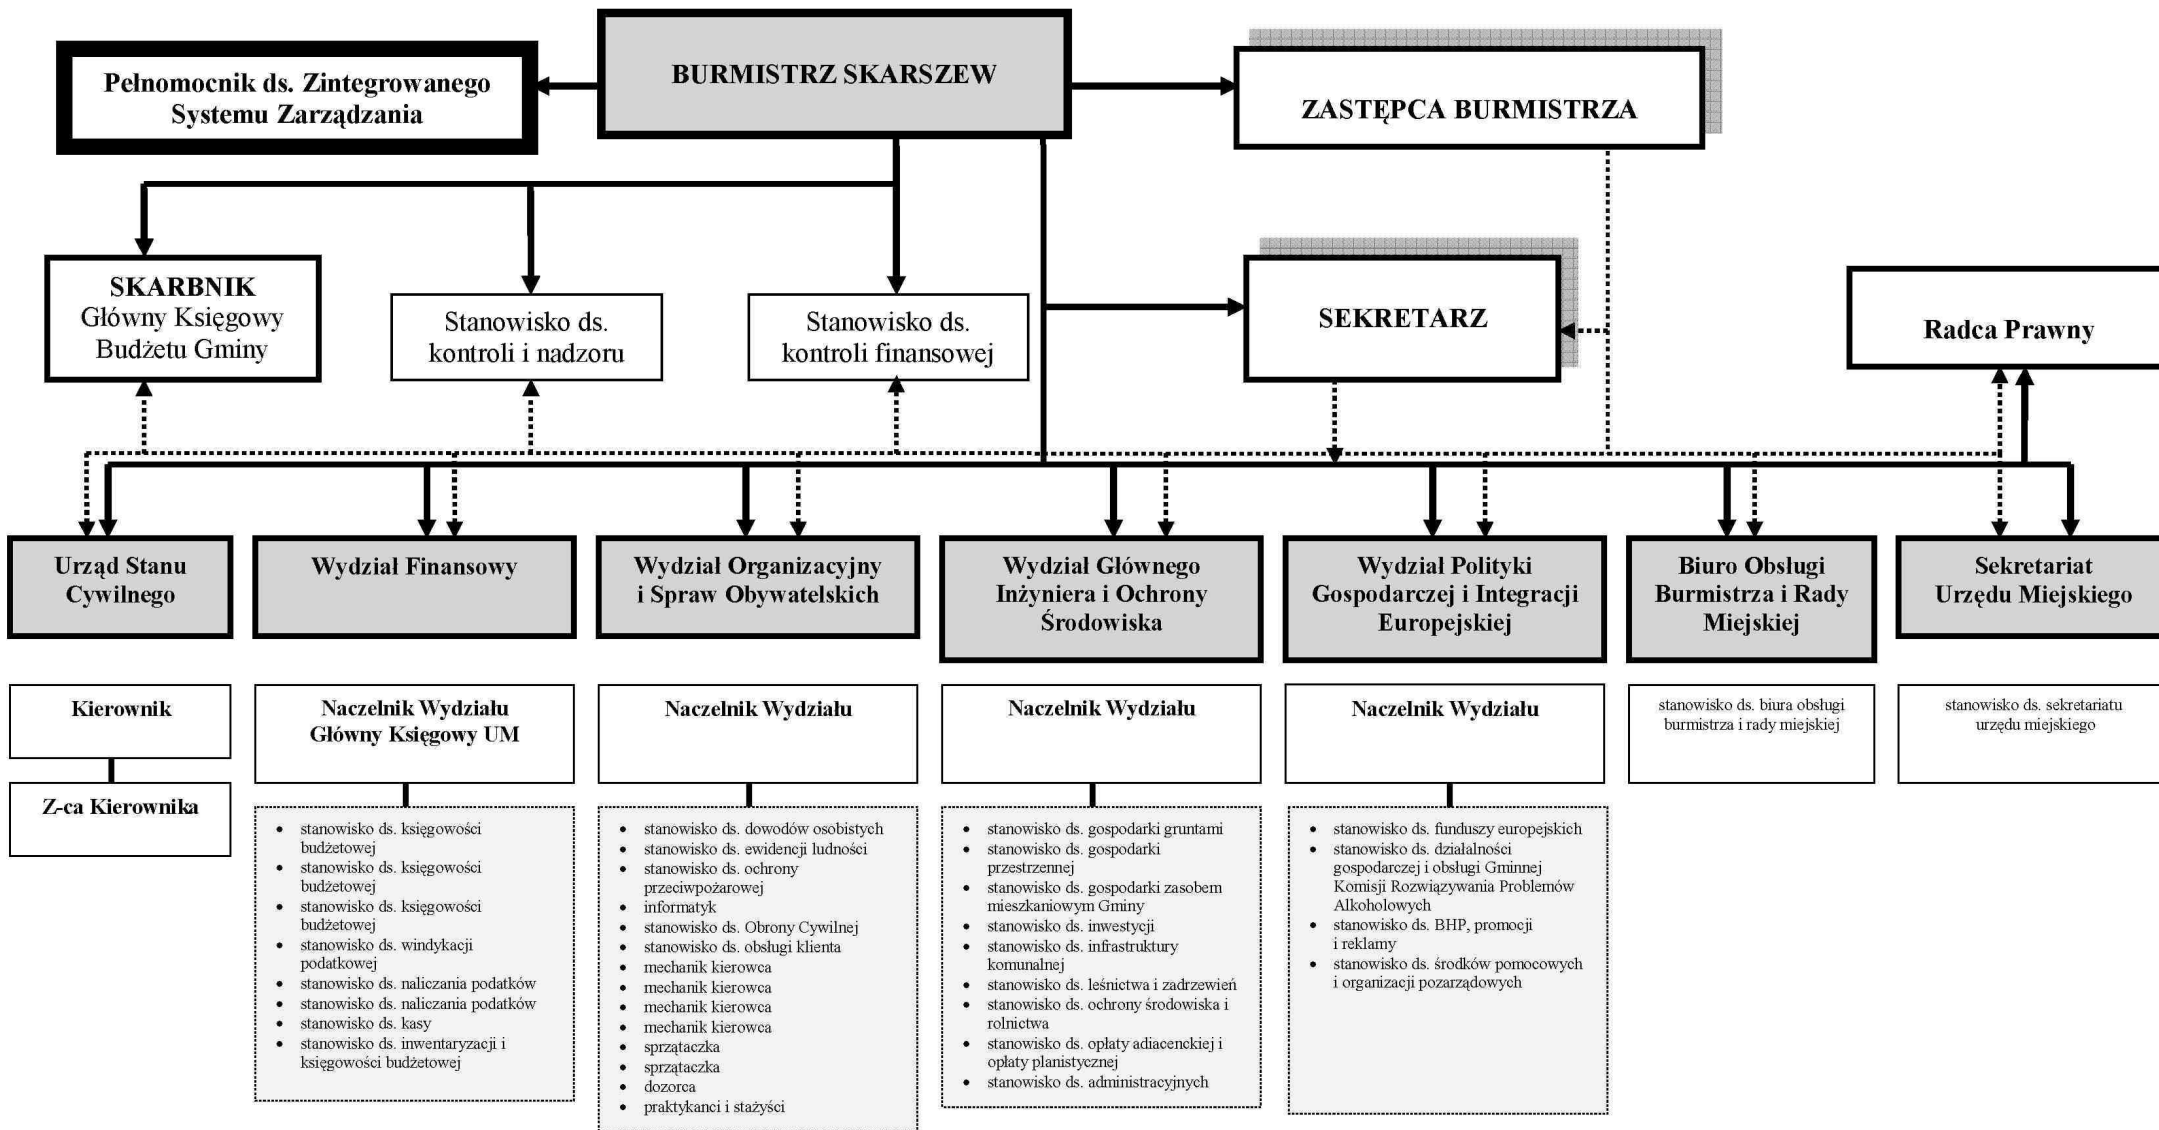 BURMISTRZ SKARSZEW
Pełnomocnik ds. Zintegrowanego
Systemu Zarządzania
ZASTĘPCA BURMISTRZA
SKARBNIK
Główny Księgowy
Budżetu Gminy
Stanowisko ds.
kontroli i nadzoru
Stanowisko ds.
kontroli finansowej
SEKRETARZ
Radca Prawny
Urząd Stanu
Cywilnego
Wydział Finansowy
Wydział Organizacyjny
i Spraw Obywatelskich
Wydział Głównego
Inżyniera i Ochrony
Środowiska
Wydział Polityki
Gospodarczej i Integracji
Europejskiej
Biuro Obsługi
Burmistrza i Rady
Miejskiej
Sekretariat
Urzędu Miejskiego
Kierownik
Z-ca Kierownika
Naczelnik Wydziału
Główny Księgowy UM
• stanowisko ds. księgowości
budżetowej
• stanowisko ds. księgowości
budżetowej
• stanowisko ds. księgowości
budżetowej
• stanowisko ds. windykacji
podatkowej
• stanowisko ds. naliczania podatków
• stanowisko ds. naliczania podatków
• stanowisko ds. kasy
• stanowisko ds. inwentaryzacji i
księgowości budżetowej
Naczelnik Wydziału
• stanowisko ds. dowodów osobistych
• stanowisko ds. ewidencji ludności
• stanowisko ds. ochrony
przeciwpożarowej
• informatyk
• stanowisko ds. Obrony Cywilnej
• stanowisko ds. obsługi klienta
• mechanik kierowca
• mechanik kierowca
• mechanik kierowca
• mechanik kierowca
• sprzątaczka
• sprzątaczka
• dozorca
• praktykanci i stażyści
Naczelnik Wydziału
• stanowisko ds. gospodarki gruntami
• stanowisko ds. gospodarki
przestrzennej
• stanowisko ds. gospodarki zasobem
mieszkaniowym Gminy
• stanowisko ds. inwestycji
• stanowisko ds. infrastruktury
komunalnej
• stanowisko ds. leśnictwa i zadrzewień
• stanowisko ds. ochrony środowiska i
rolnictwa
• stanowisko ds. opłaty adiacenckiej i
opłaty planistycznej
• stanowisko ds. administracyjnych
Naczelnik Wydziału
• stanowisko ds. funduszy europejskich
• stanowisko ds. działalności
gospodarczej i obsługi Gminnej
Komisji Rozwiązywania Problemów
Alkoholowych
• stanowisko ds. BHP, promocji
i reklamy
• stanowisko ds. środków pomocowych
i organizacji pozarządowych
stanowisko ds. biura obsługi
burmistrza i rady miejskiej
stanowisko ds. sekretariatu
urzędu miejskiego